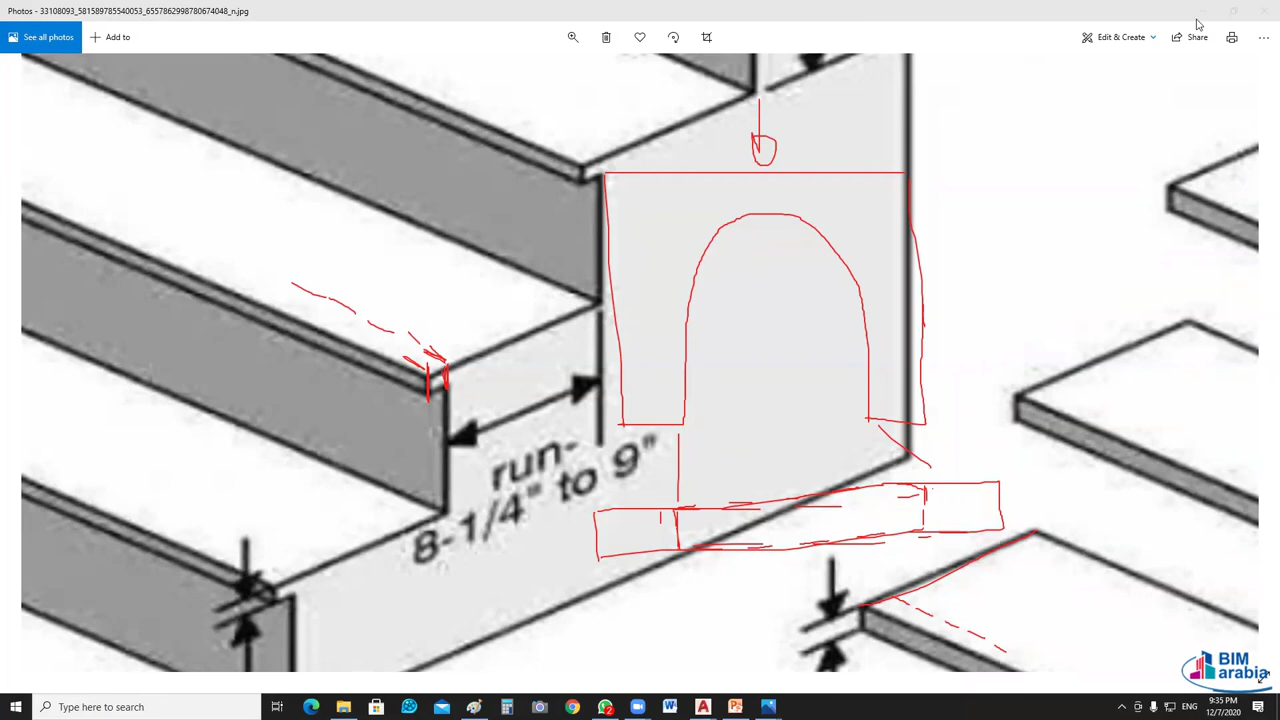 Photos - 33108093_581589785540053_6557862998780674048_n.jpg
See all photos
Add to
Edit & Create
Share
run-
8-1/4" to 9"
BIM
arabia
Type here to search
2
ENG
9:35 PM
12/7/2020